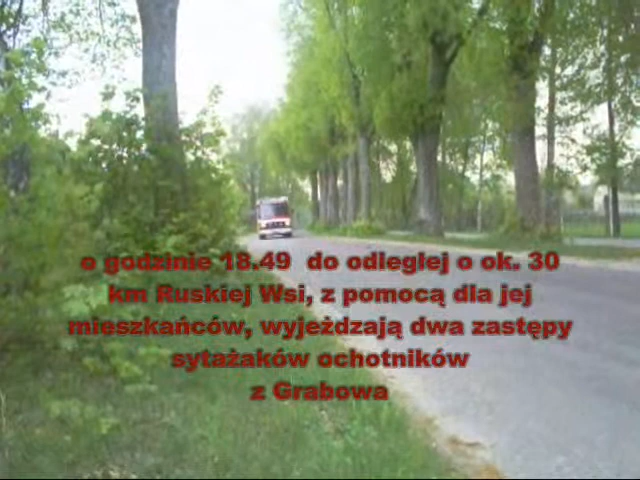 o godzinie 18.49 do odległej o ok. 30
km Ruskiej Wsi, z pomocą dla jej
mieszkańców, wyjeżdzają dwa zastępy
sytażaków ochotników
z Grabowa